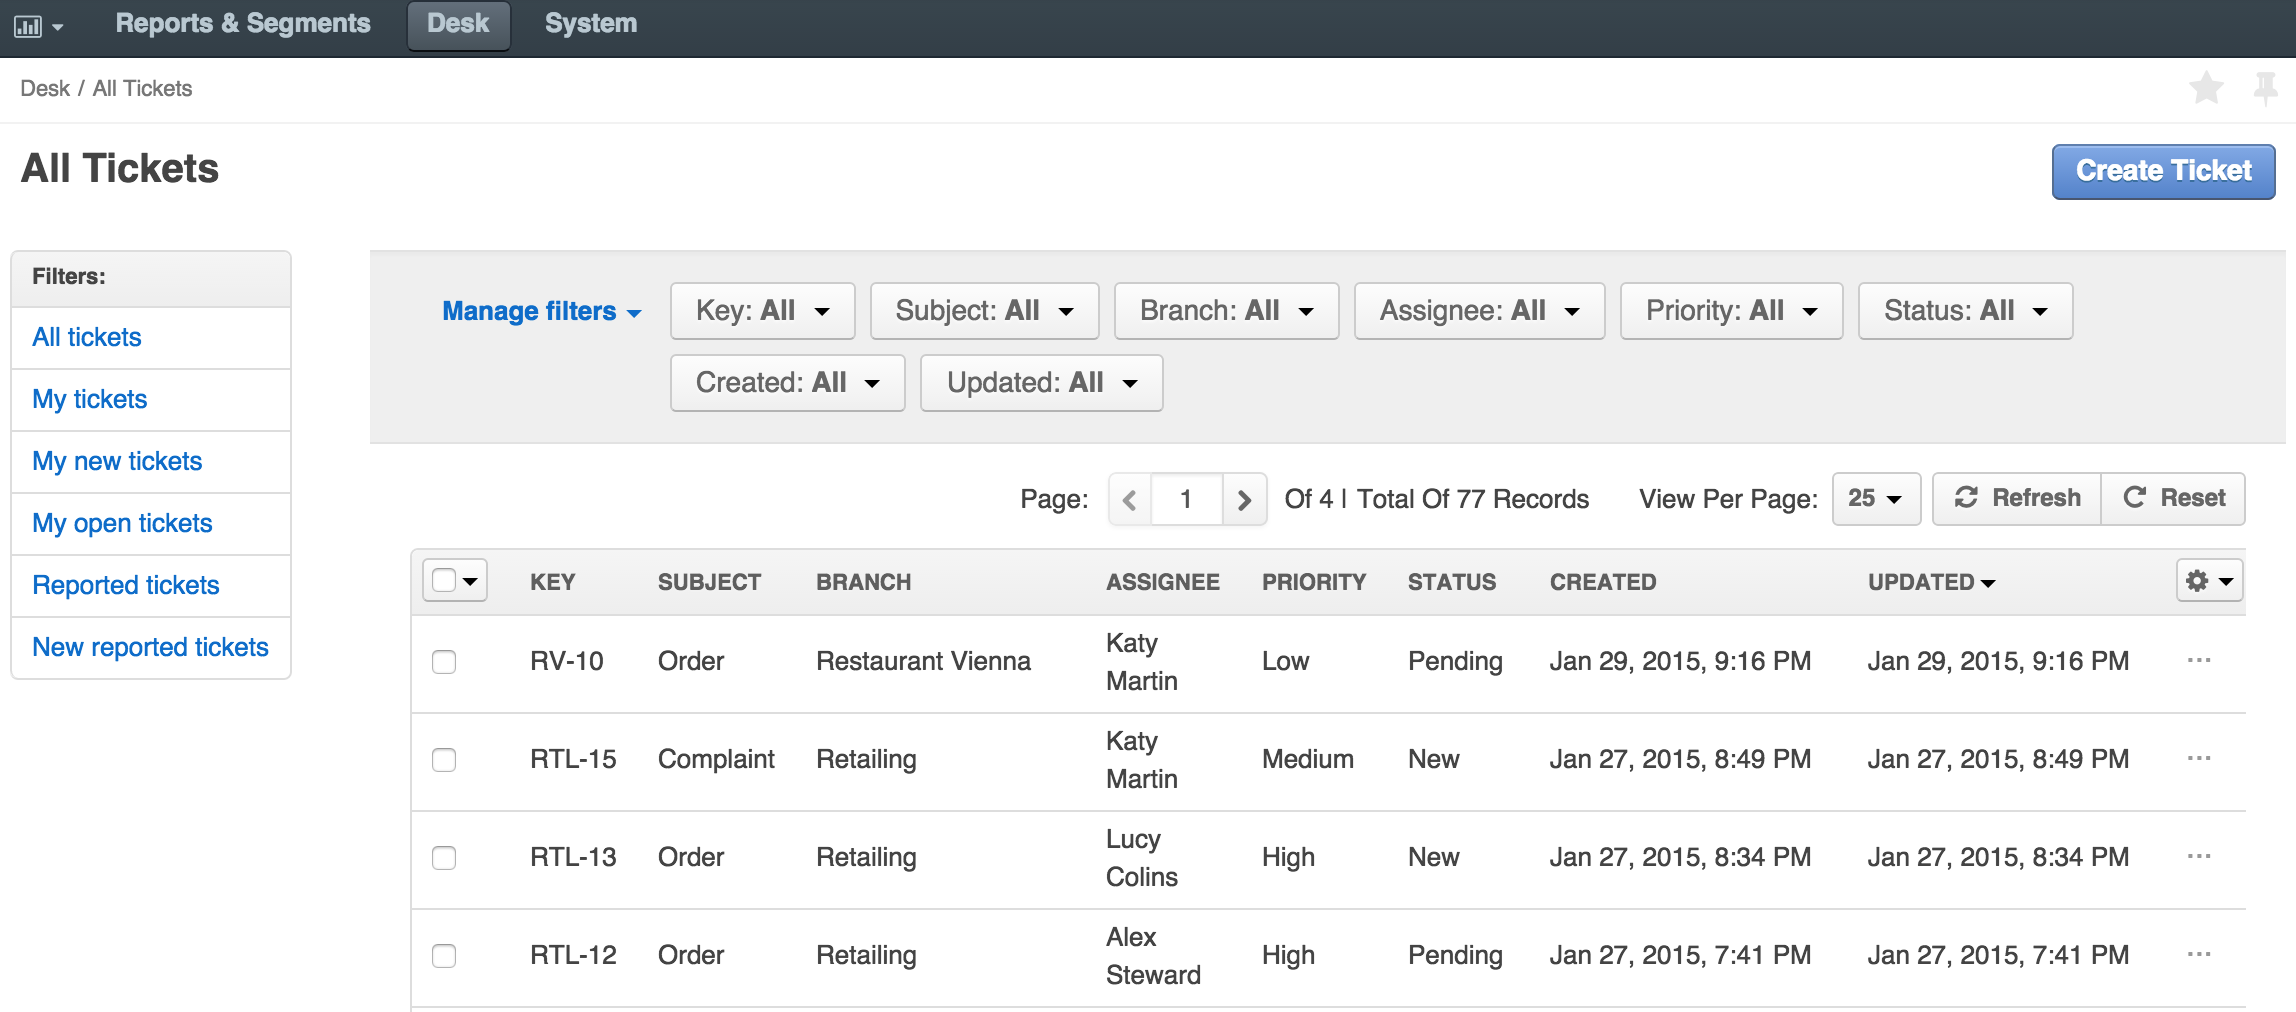 Reports & Segments Desk System
Desk / All Tickets
All Tickets
Create Ticket
Filters:
All tickets
My tickets
My new tickets
My open tickets
Reported tickets
New reported tickets
Manage filters Key: All Subject: All Branch: All Assignee: All Priority: All Status: All
Created: All Updated: All
Page: 1 Of 4 | Total Of 77 Records View Per Page: 25 Refresh Reset
KEY SUBJECT BRANCH ASSIGNEE PRIORITY STATUS CREATED UPDATED
RV-10 Order Restaurant Vienna Katy Martin Low Pending Jan 29, 2015, 9:16 PM Jan 29, 2015, 9:16 PM ...
RTL-15 Complaint Retailing Katy Martin Medium New Jan 27, 2015, 8:49 PM Jan 27, 2015, 8:49 PM ...
RTL-13 Order Retailing Lucy Colins High New Jan 27, 2015, 8:34 PM Jan 27, 2015, 8:34 PM ...
RTL-12 Order Retailing Alex Steward High Pending Jan 27, 2015, 7:41 PM Jan 27, 2015, 7:41 PM ...